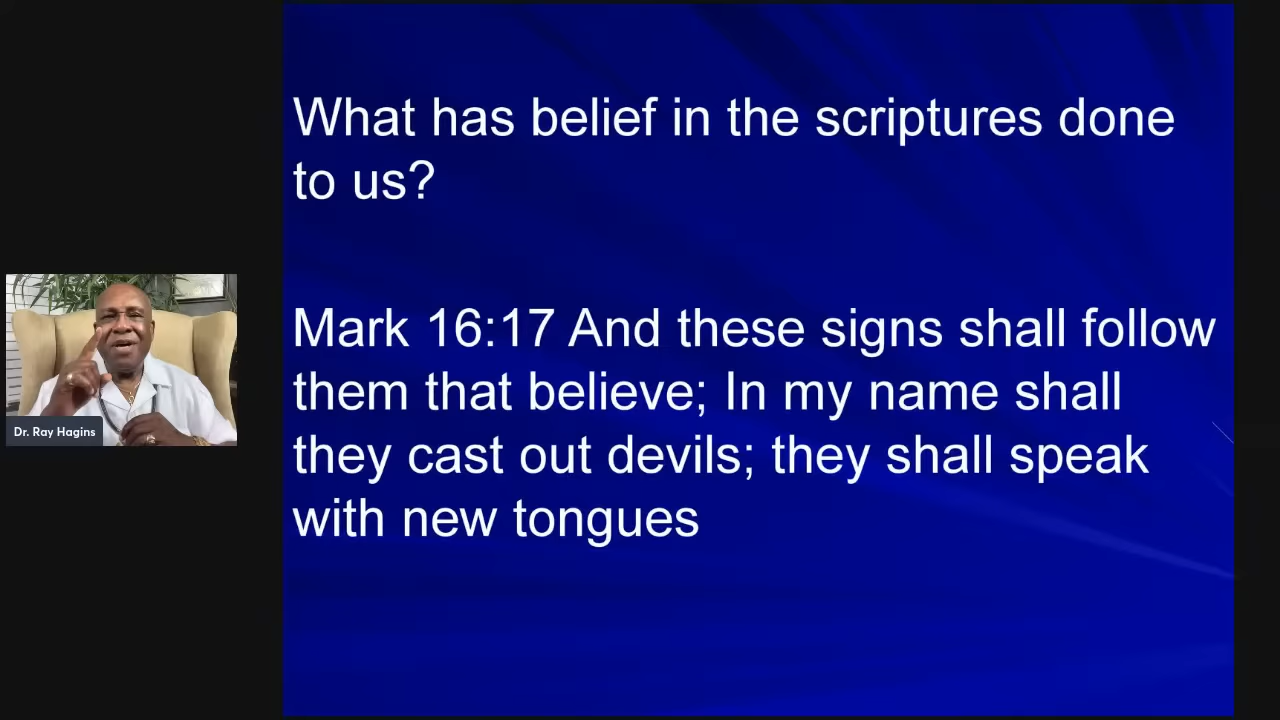 What has belief in the scriptures done
to us?
Mark 16:17 And these signs shall follow
them that believe; In my name shall
they cast out devils; they shall speak
with new tongues
Dr. Ray Hagins